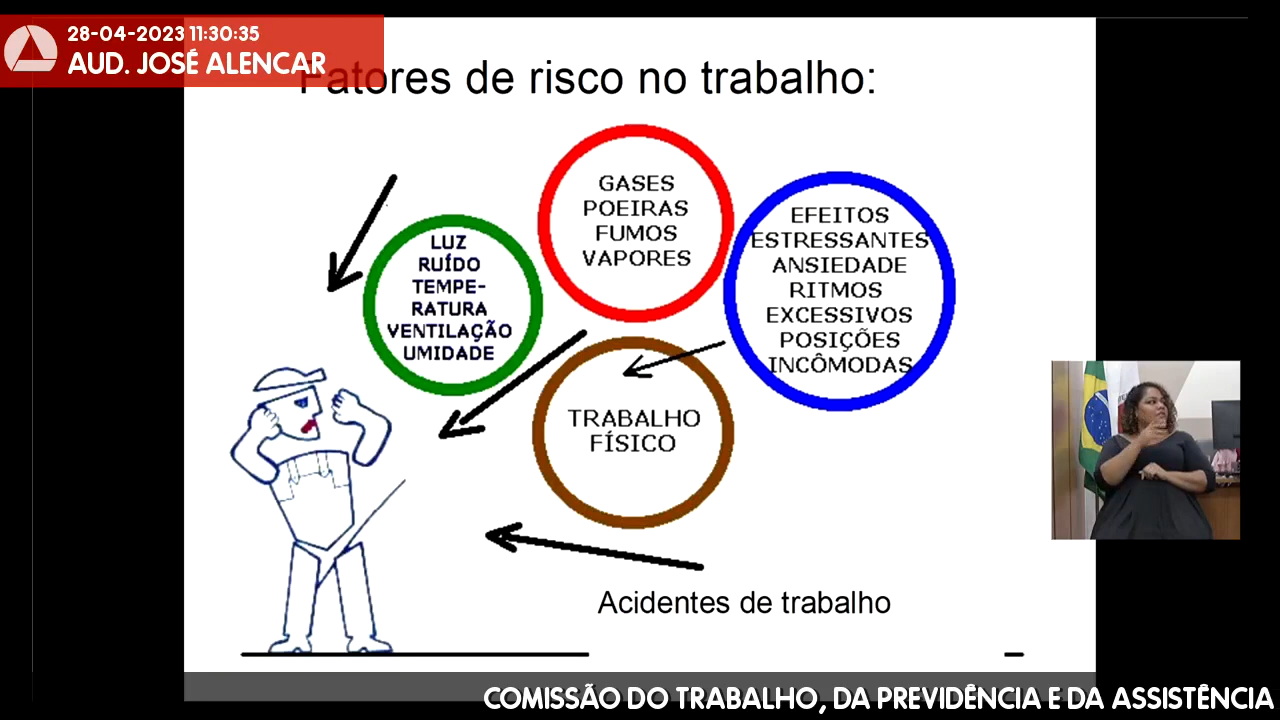 28-04-2023 11:30:35
AUD. JOSÉ ALENCAR
Fatores de risco no trabalho:
GASES
POEIRAS
FUMOS
VAPORES
EFEITOS
ESTRESSANTES
ANSIEDADE
RITMOS
EXCESSIVOS
POSIÇÕES
INCÔMODAS
LUZ
RUÍDO
TEMPE-
RATURA
VENTILAÇÃO
UMIDADE
TRABALHO
FÍSICO
Acidentes de trabalho
COMISSÃO DO TRABALHO, DA PREVIDÊNCIA E DA ASSISTÊNCIA